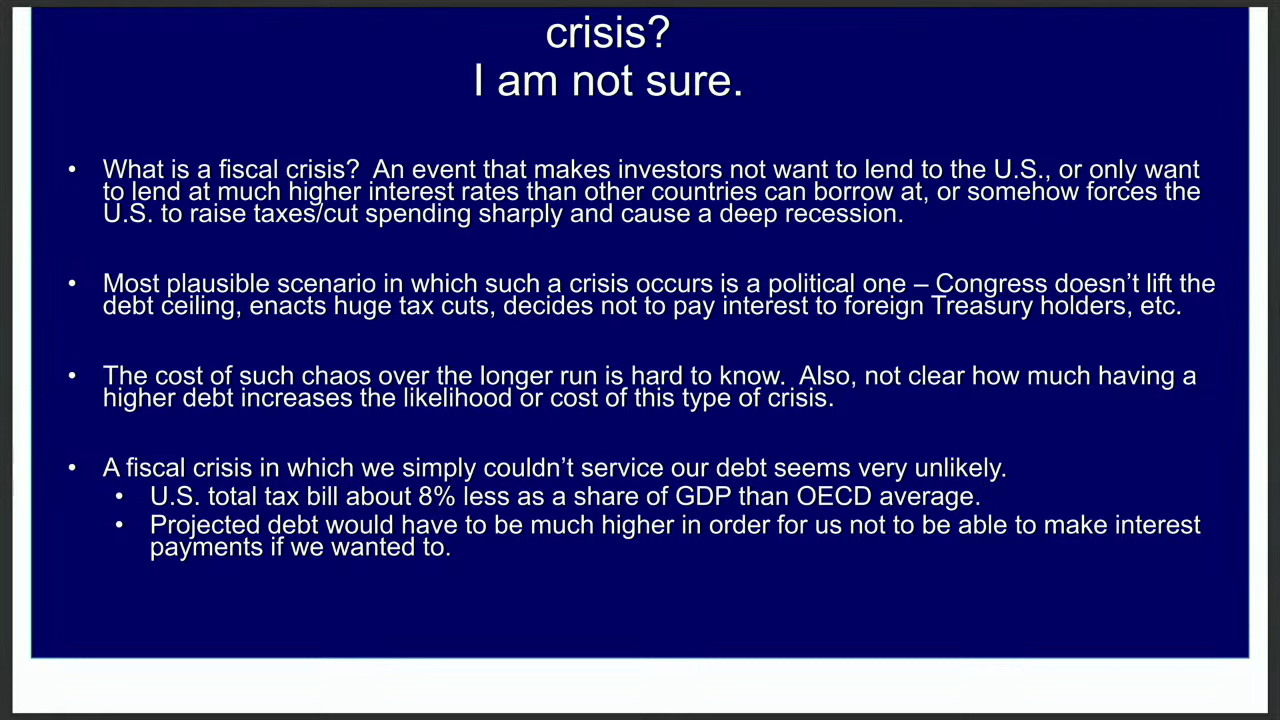 crisis?
I am not sure.
• What is a fiscal crisis?  An event that makes investors not want to lend to the U.S., or only want
to lend at much higher interest rates than other countries can borrow at, or somehow forces the
U.S. to raise taxes/cut spending sharply and cause a deep recession.
• Most plausible scenario in which such a crisis occurs is a political one – Congress doesn’t lift the
debt ceiling, enacts huge tax cuts, decides not to pay interest to foreign Treasury holders, etc.
• The cost of such chaos over the longer run is hard to know.  Also, not clear how much having a
higher debt increases the likelihood or cost of this type of crisis.
• A fiscal crisis in which we simply couldn’t service our debt seems very unlikely.
• U.S. total tax bill about 8% less as a share of GDP than OECD average.
• Projected debt would have to be much higher in order for us not to be able to make interest
payments if we wanted to.